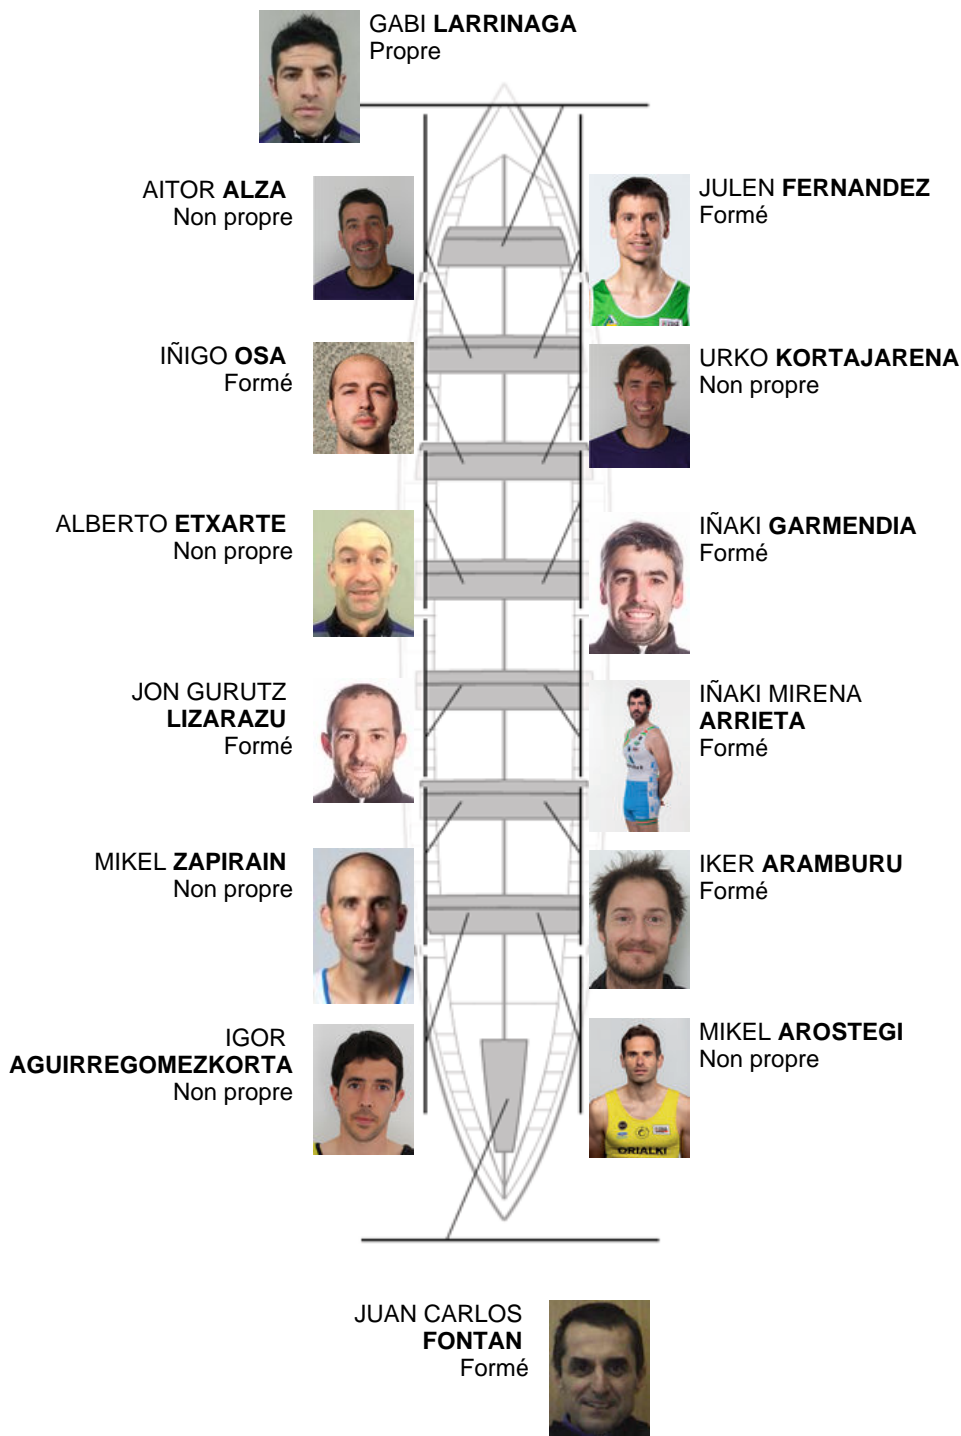 GABI LARRINAGA
Propre
AITOR ALZA
Non propre
JULEN FERNANDEZ
Formé
IÑIGO OSA
Formé
URKO KORTAJARENA
Non propre
ALBERTO ETXARTE
Non propre
IÑAKI GARMENDIA
Formé
JON GURUTZ
LIZARAZU
Formé
IÑAKI MIRENA
ARRIETA
Formé
MIKEL ZAPIRAIN
Non propre
IKER ARAMBURU
Formé
IGOR
AGUIRREGOMEZKORTA
Non propre
MIKEL AROSTEGI
Non propre
ORIALKI
JUAN CARLOS
FONTAN
Formé